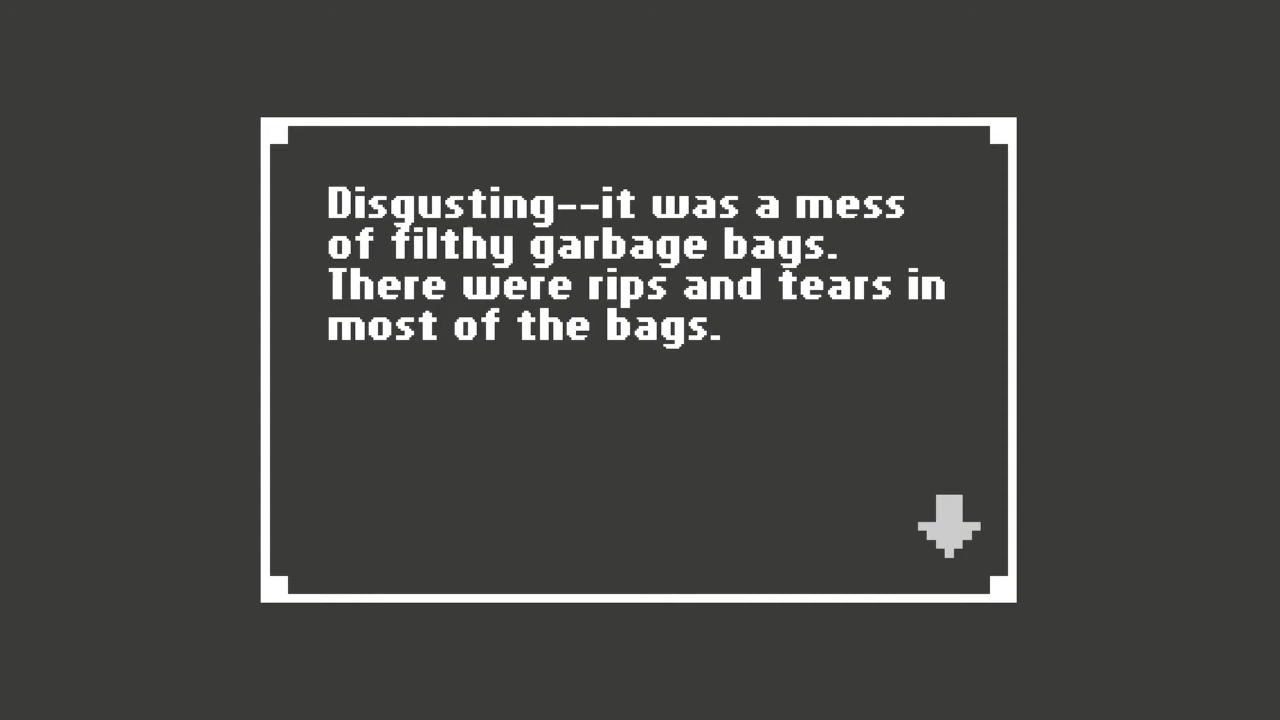 Disgusting--it was a mess
of filthy garbage bags.
There were rips and tears in
most of the bags.